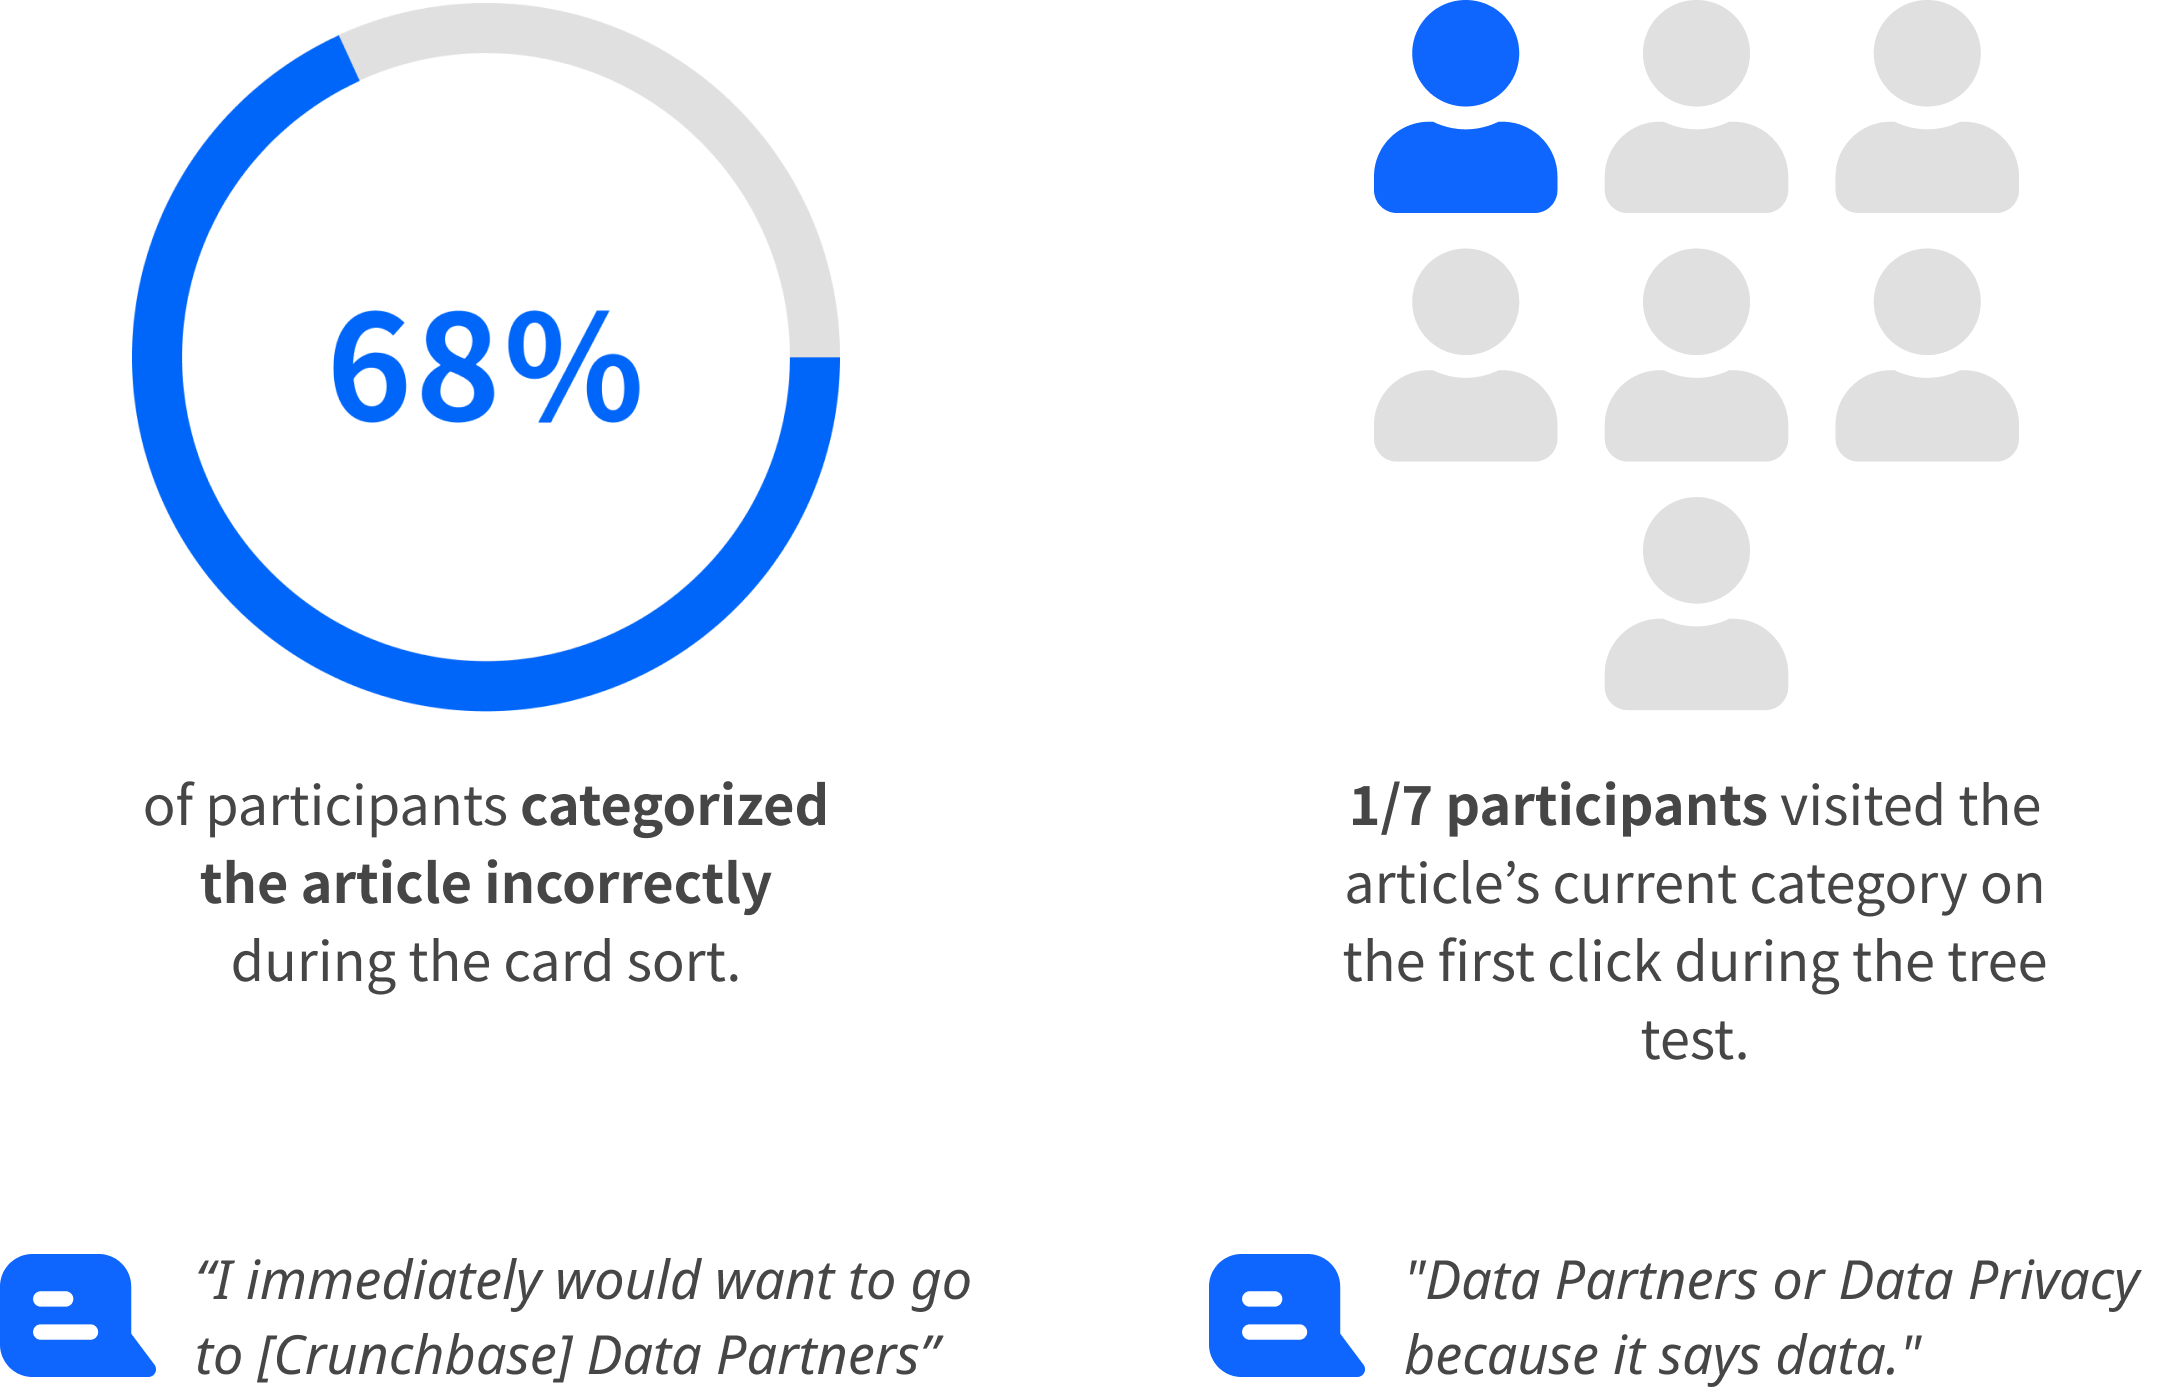 68%
of participants categorized
the article incorrectly
during the card sort.
1/7 participants visited the
article’s current category on
the first click during the tree
test.
“I immediately would want to go
to [Crunchbase] Data Partners”
"Data Partners or Data Privacy
because it says data."